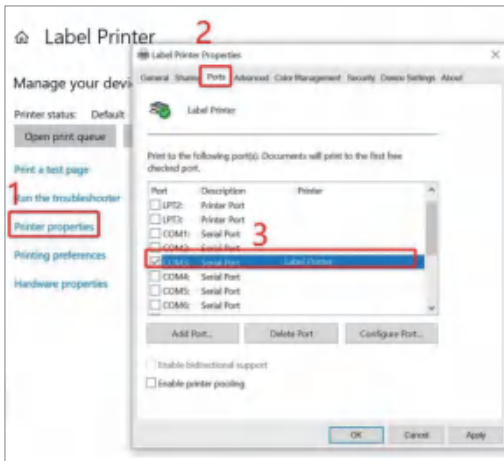 Label Printer
2
Label Printer Properties
Manage your devi
General Sharing Ports Advanced Color Management Security Device Settings About
Printer status: Default
Label Printer
Open print queue
Print to the following port(s). Documents will print to the first free
checked port.
Print a test page
1
Port Description Printer
Run the troubleshooter
LPT2: Printer Port
LPT3: Printer Port
COM1: Serial Port
3
Printer properties
COM2: Serial Port
COM3: Serial Port Label Printer
Printing preferences
COM4: Serial Port
Hardware properties
COM5: Serial Port
COM6: Serial Port
Add Port... Delete Port Configure Port...
Enable bidirectional support
Enable printer pooling
OK Cancel Apply